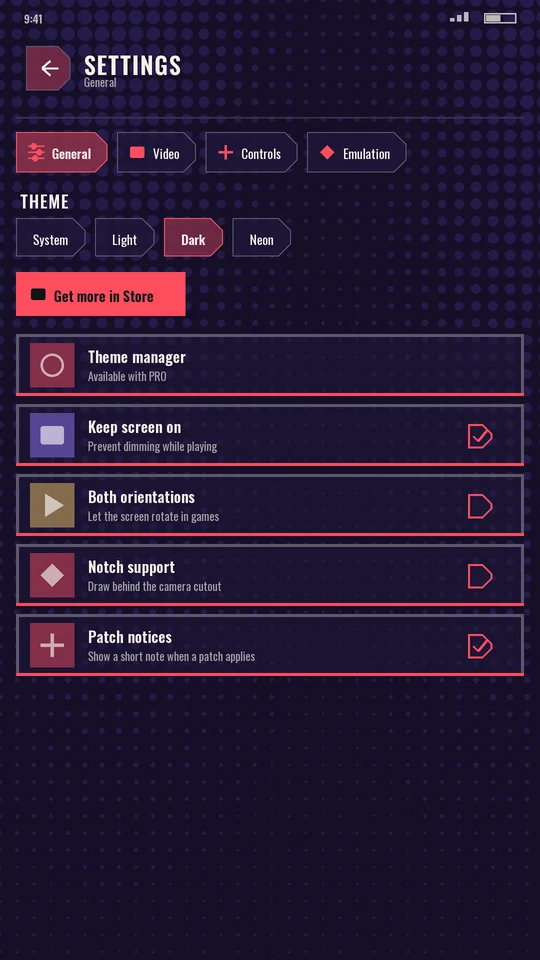 9:41
SETTINGS
General
General
Video
Controls
Emulation
THEME
System
Light
Dark
Neon
Get more in Store
Theme manager
Available with PRO
Keep screen on
Prevent dimming while playing
Both orientations
Let the screen rotate in games
Notch support
Draw behind the camera cutout
Patch notices
Show a short note when a patch applies